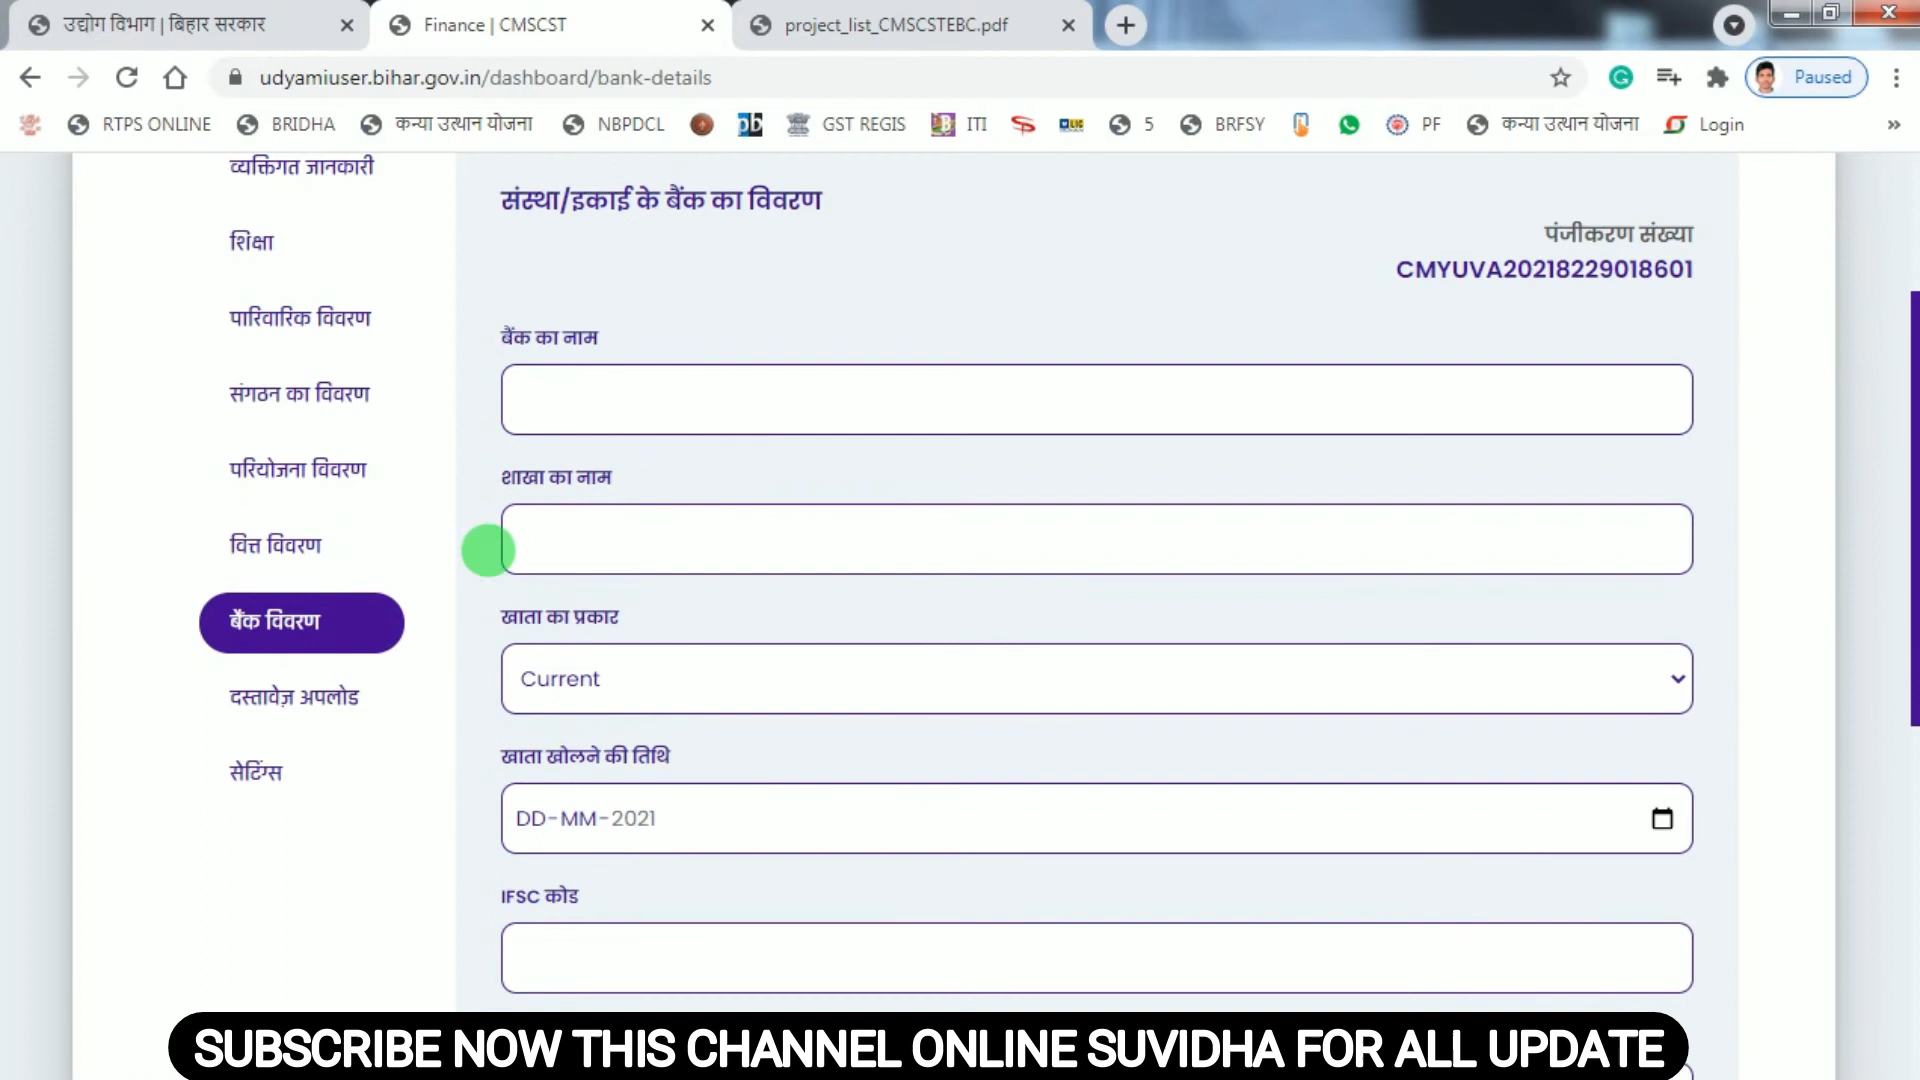 उद्योग विभाग | बिहार सरकार
Finance | CMSCST
project_list_CMSCSTEBC.pdf
udyamiuser.bihar.gov.in/dashboard/bank-details
Paused
RTPS ONLINE
BRIDHA
कन्या उत्थान योजना
NBPDCL
GST REGIS
ITI
5
BRFSY
PF
कन्या उत्थान योजना
Login
»
व्यक्तिगत जानकारी
शिक्षा
पारिवारिक विवरण
संगठन का विवरण
परियोजना विवरण
वित्त विवरण
बैंक विवरण
दस्तावेज़ अपलोड
सेटिंग्स
संस्था/इकाई के बैंक का विवरण
पंजीकरण संख्या
CMYUVA20218229018601
बैंक का नाम
शाखा का नाम
खाता का प्रकार
Current
खाता खोलने की तिथि
DD-MM-2021
IFSC कोड
SUBSCRIBE NOW THIS CHANNEL ONLINE SUVIDHA FOR ALL UPDATE